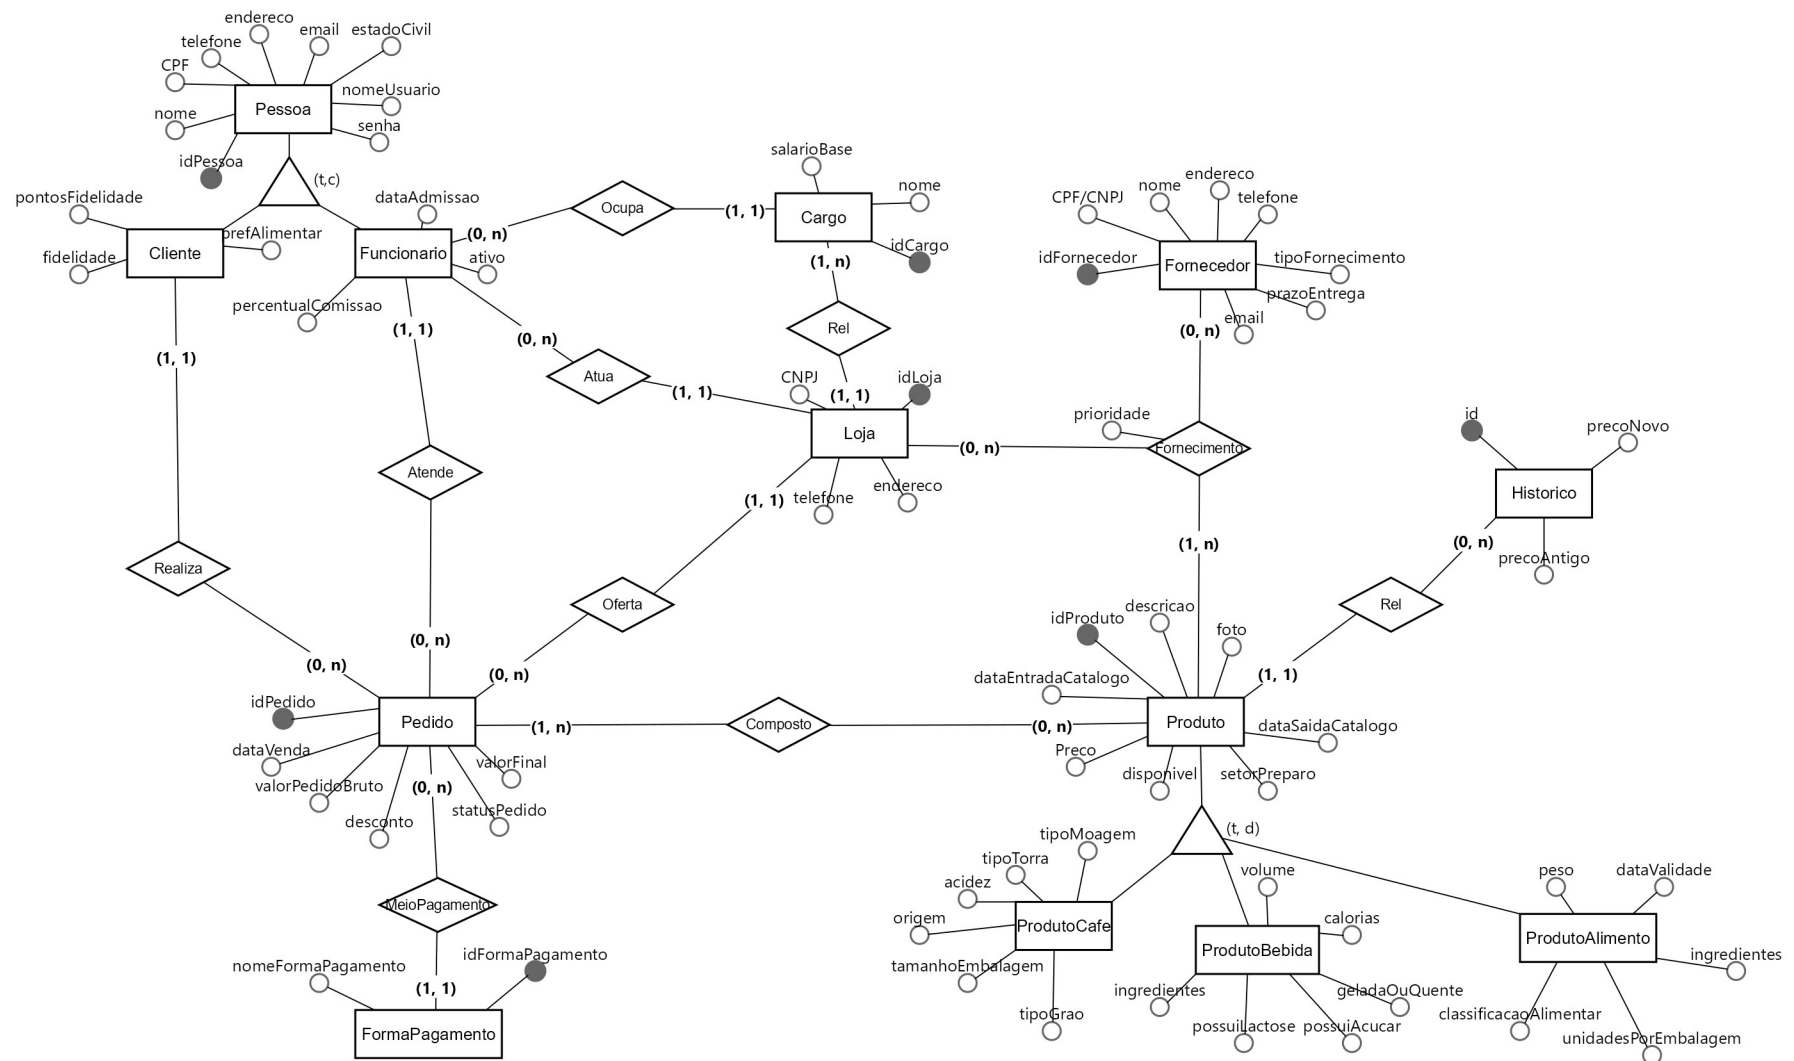 endereco
telefone
email
estadoCivil
CPF
nomeUsuario
Pessoa
nome
senha
idPessoa
(t,c)
pontosFidelidade
dataAdmissao
prefAlimentar
Cliente
Funcionario
fidelidade
ativo
percentualComissao
(0, n)
Ocupa
(1, 1)
salarioBase
nome
Cargo
idCargo
(1, n)
Rel
(1, 1)
endereco
nome
CPF/CNPJ
telefone
idFornecedor
Fornecedor
tipoFornecimento
prazoEntrega
email
(0, n)
(1, 1)
(1, 1)
(0, n)
Atua
(1, 1)
CNPJ
idLoja
Loja
telefone
endereco
(0, n)
prioridade
Fornecimento
(1, n)
id
precoNovo
Historico
precoAntigo
(0, n)
Rel
(1, 1)
Atende
Realiza
Oferta
(1, 1)
(0, n)
(0, n)
(0, n)
idPedido
Pedido
dataVenda
valorPedidoBruto
desconto
valorFinal
statusPedido
(0, n)
(1, n)
Composto
(0, n)
idProduto
descricao
foto
dataEntradaCatalogo
Produto
dataSaidaCatalogo
Preco
disponivel
setorPreparo
(t, d)
MeioPagamento
(1, 1)
nomeFormaPagamento
idFormaPagamento
FormaPagamento
tipoMoagem
tipoTorra
acidez
origem
ProdutoCafe
tamanhoEmbalagem
tipoGrao
volume
calorias
ProdutoBebida
ingredientes
geladaOuQuente
possuiLactose
possuiAcucar
peso
dataValidade
ProdutoAlimento
ingredientes
classificacaoAlimentar
unidadesPorEmbalagem